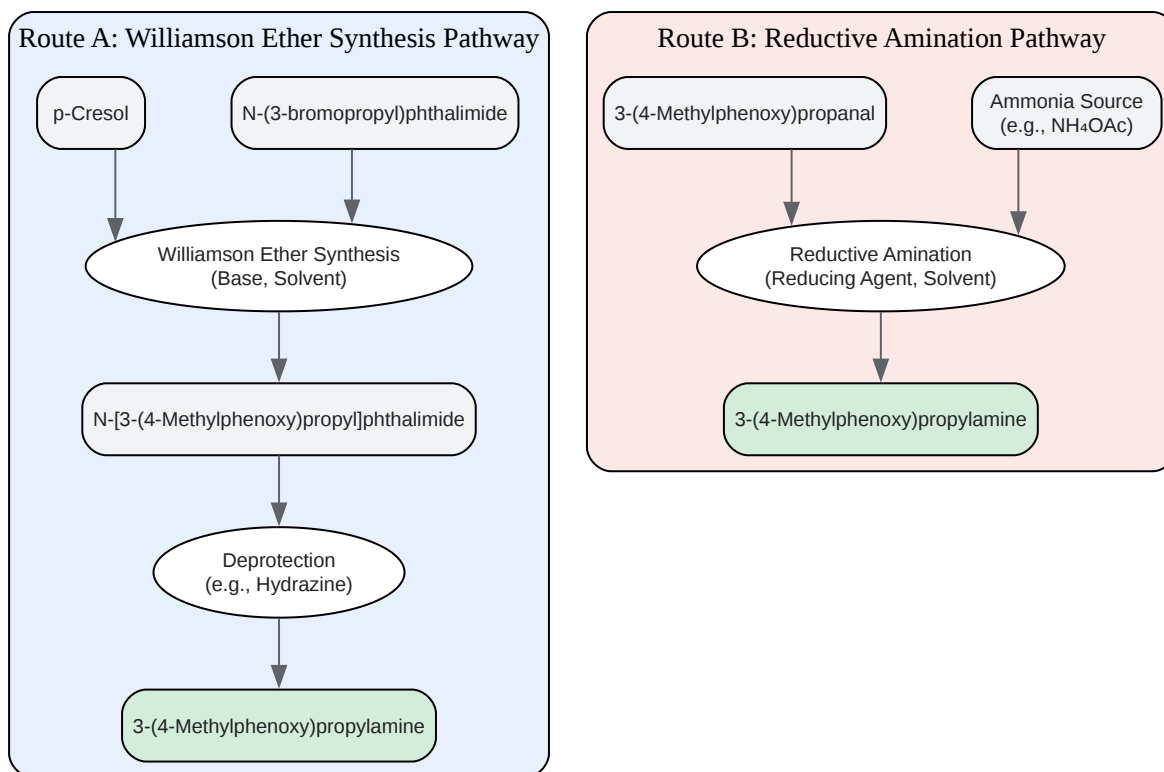 Route A: Williamson Ether Synthesis Pathway
p-Cresol
N-(3-bromopropyl)phthalimide
Williamson Ether Synthesis
(Base, Solvent)
N-[3-(4-Methylphenoxy)propyl]phthalimide
Deprotection
(e.g., Hydrazine)
3-(4-Methylphenoxy)propylamine
Route B: Reductive Amination Pathway
3-(4-Methylphenoxy)propanal
Ammonia Source
(e.g., NH₄OAc)
Reductive Amination
(Reducing Agent, Solvent)
3-(4-Methylphenoxy)propylamine